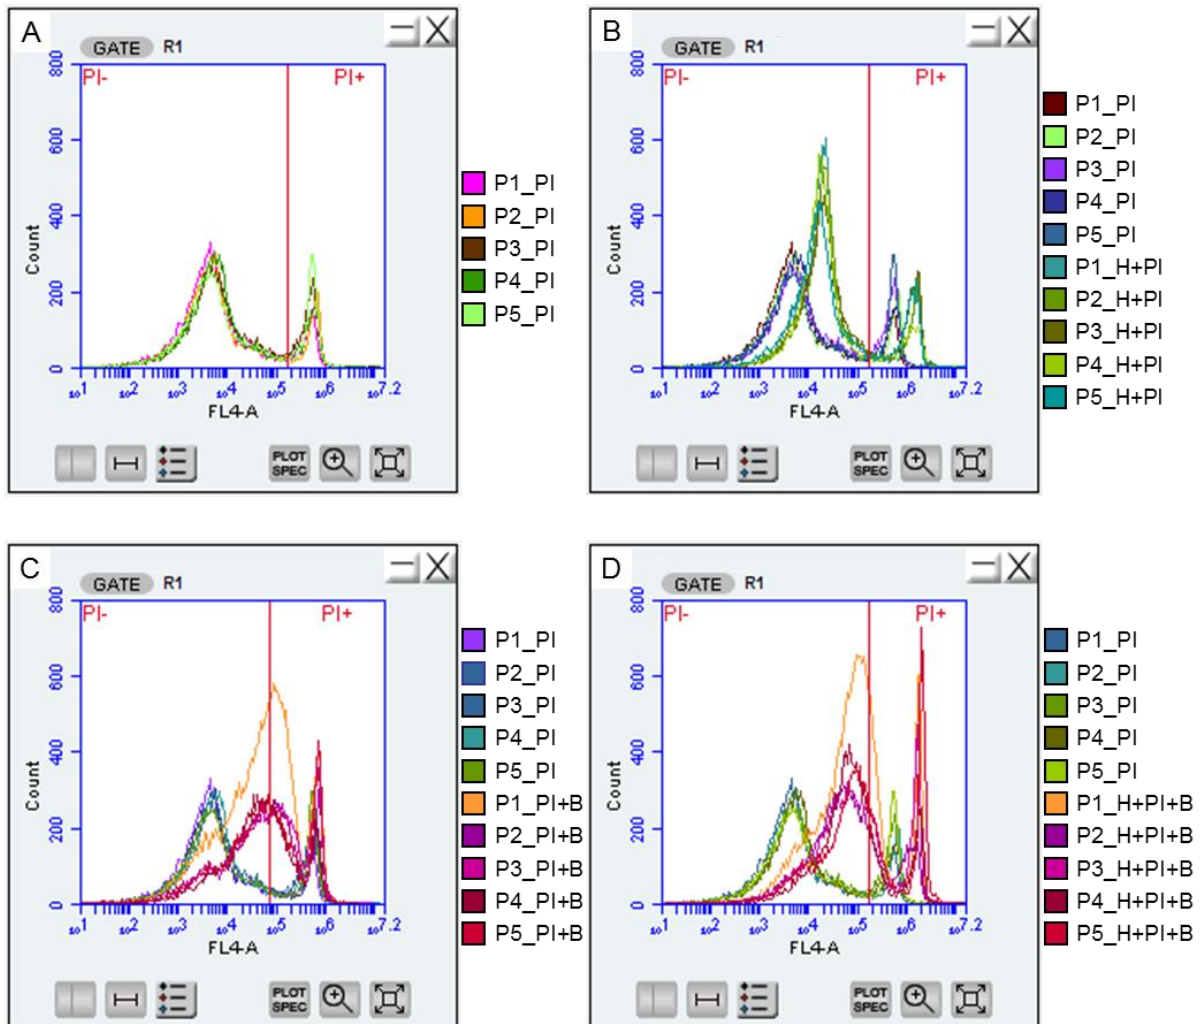 A
GATE R1
PI-
PI+
800
600
400
200
0
Count
10^1 10^2 10^3 10^4 10^5 10^6 10^7.2
FL4-A
PLOT SPEC
P1_PI
P2_PI
P3_PI
P4_PI
P5_PI
B
GATE R1
PI-
PI+
800
600
400
200
0
Count
10^1 10^2 10^3 10^4 10^5 10^6 10^7.2
FL4-A
PLOT SPEC
P1_PI
P2_PI
P3_PI
P4_PI
P5_PI
P1_H+PI
P2_H+PI
P3_H+PI
P4_H+PI
P5_H+PI
C
GATE R1
PI-
PI+
800
600
400
200
0
Count
10^1 10^2 10^3 10^4 10^5 10^6 10^7.2
FL4-A
PLOT SPEC
P1_PI
P2_PI
P3_PI
P4_PI
P5_PI
P1_PI+B
P2_PI+B
P3_PI+B
P4_PI+B
P5_PI+B
D
GATE R1
PI-
PI+
800
600
400
200
0
Count
10^1 10^2 10^3 10^4 10^5 10^6 10^7.2
FL4-A
PLOT SPEC
P1_PI
P2_PI
P3_PI
P4_PI
P5_PI
P1_H+PI+B
P2_H+PI+B
P3_H+PI+B
P4_H+PI+B
P5_H+PI+B